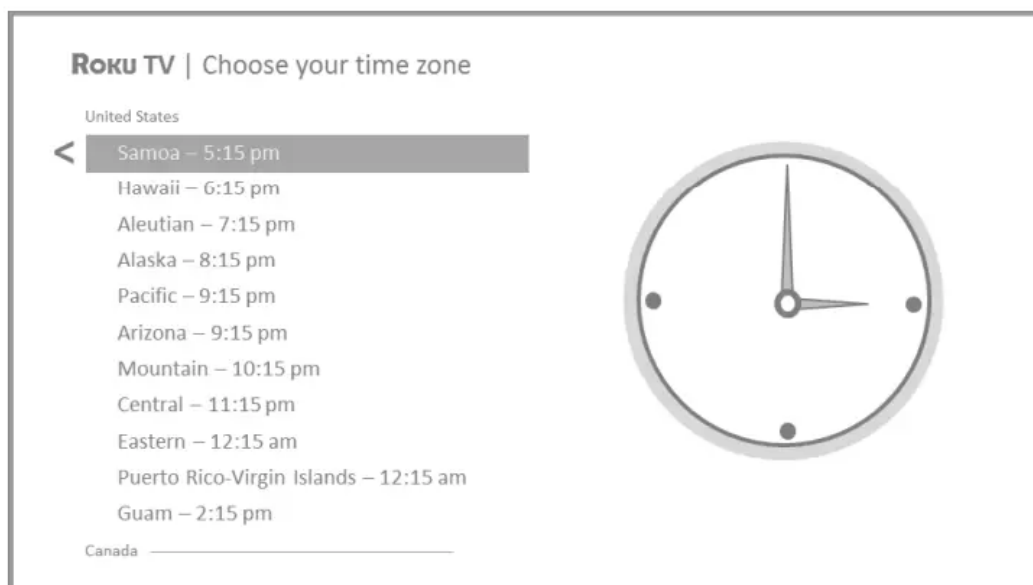 ROKU TV | Choose your time zone
United States
<
Samoa – 5:15 pm
Hawaii – 6:15 pm
Aleutian – 7:15 pm
Alaska – 8:15 pm
Pacific – 9:15 pm
Arizona – 9:15 pm
Mountain – 10:15 pm
Central – 11:15 pm
Eastern – 12:15 am
Puerto Rico-Virgin Islands – 12:15 am
Guam – 2:15 pm
Canada